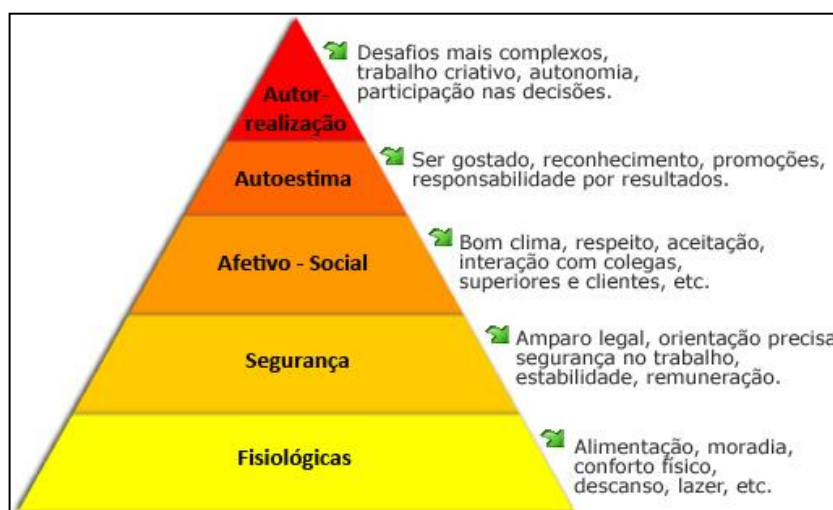 Desafios mais complexos,
trabalho criativo, autonomia,
participação nas decisões.
Autor-
realização
Ser gostado, reconhecimento, promoções,
responsabilidade por resultados.
Autoestima
Bom clima, respeito, aceitação,
interação com colegas,
superiores e clientes, etc.
Afetivo - Social
Amparo legal, orientação precisa
segurança no trabalho,
estabilidade, remuneração.
Segurança
Alimentação, moradia,
conforto físico,
descanso, lazer, etc.
Fisiológicas